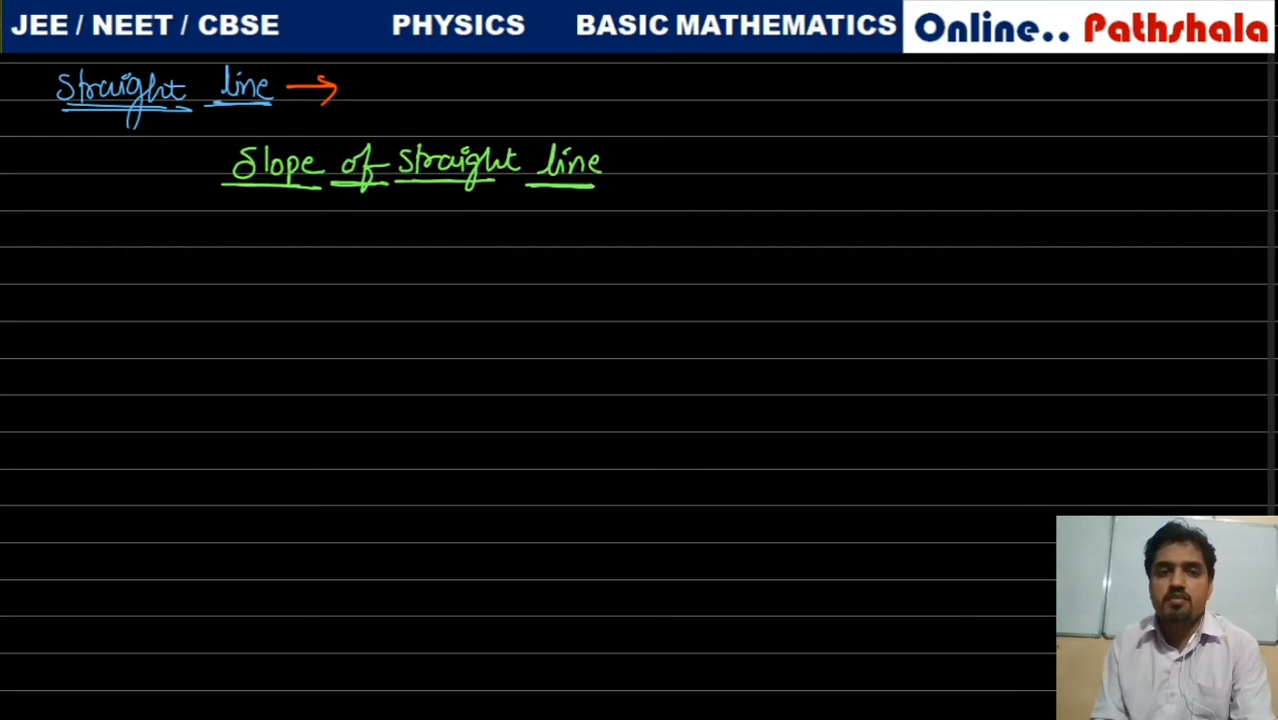 JEE / NEET / CBSE PHYSICS BASIC MATHEMATICS Online.. Pathshala
Straight line →
Slope of straight line